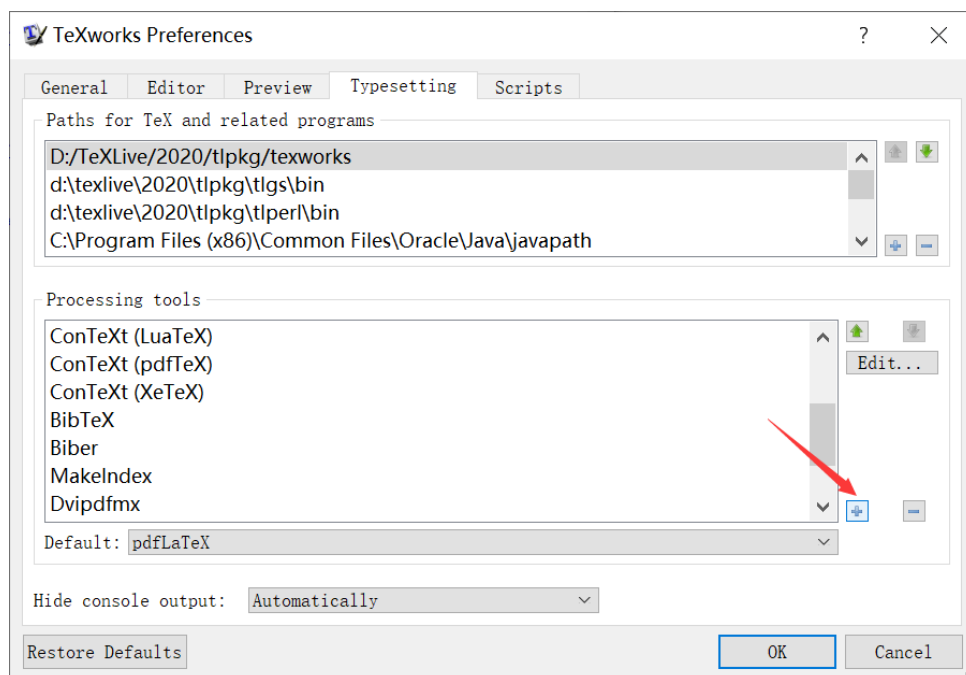 TeXworks Preferences
General Editor Preview Typesetting Scripts
Paths for TeX and related programs
D:/TeXLive/2020/tlpkg/texworks
d:\texlive\2020\tlpkg\tlgs\bin
d:\texlive\2020\tlpkg\tlperl\bin
C:\Program Files (x86)\Common Files\Oracle\Java\javapath
Processing tools
ConTeXt (LuaTeX)
ConTeXt (pdfTeX)
ConTeXt (XeTeX)
BibTeX
Biber
MakeIndex
Dvipdfmx
Edit...
Default: pdfLaTeX
Hide console output: Automatically
Restore Defaults OK Cancel